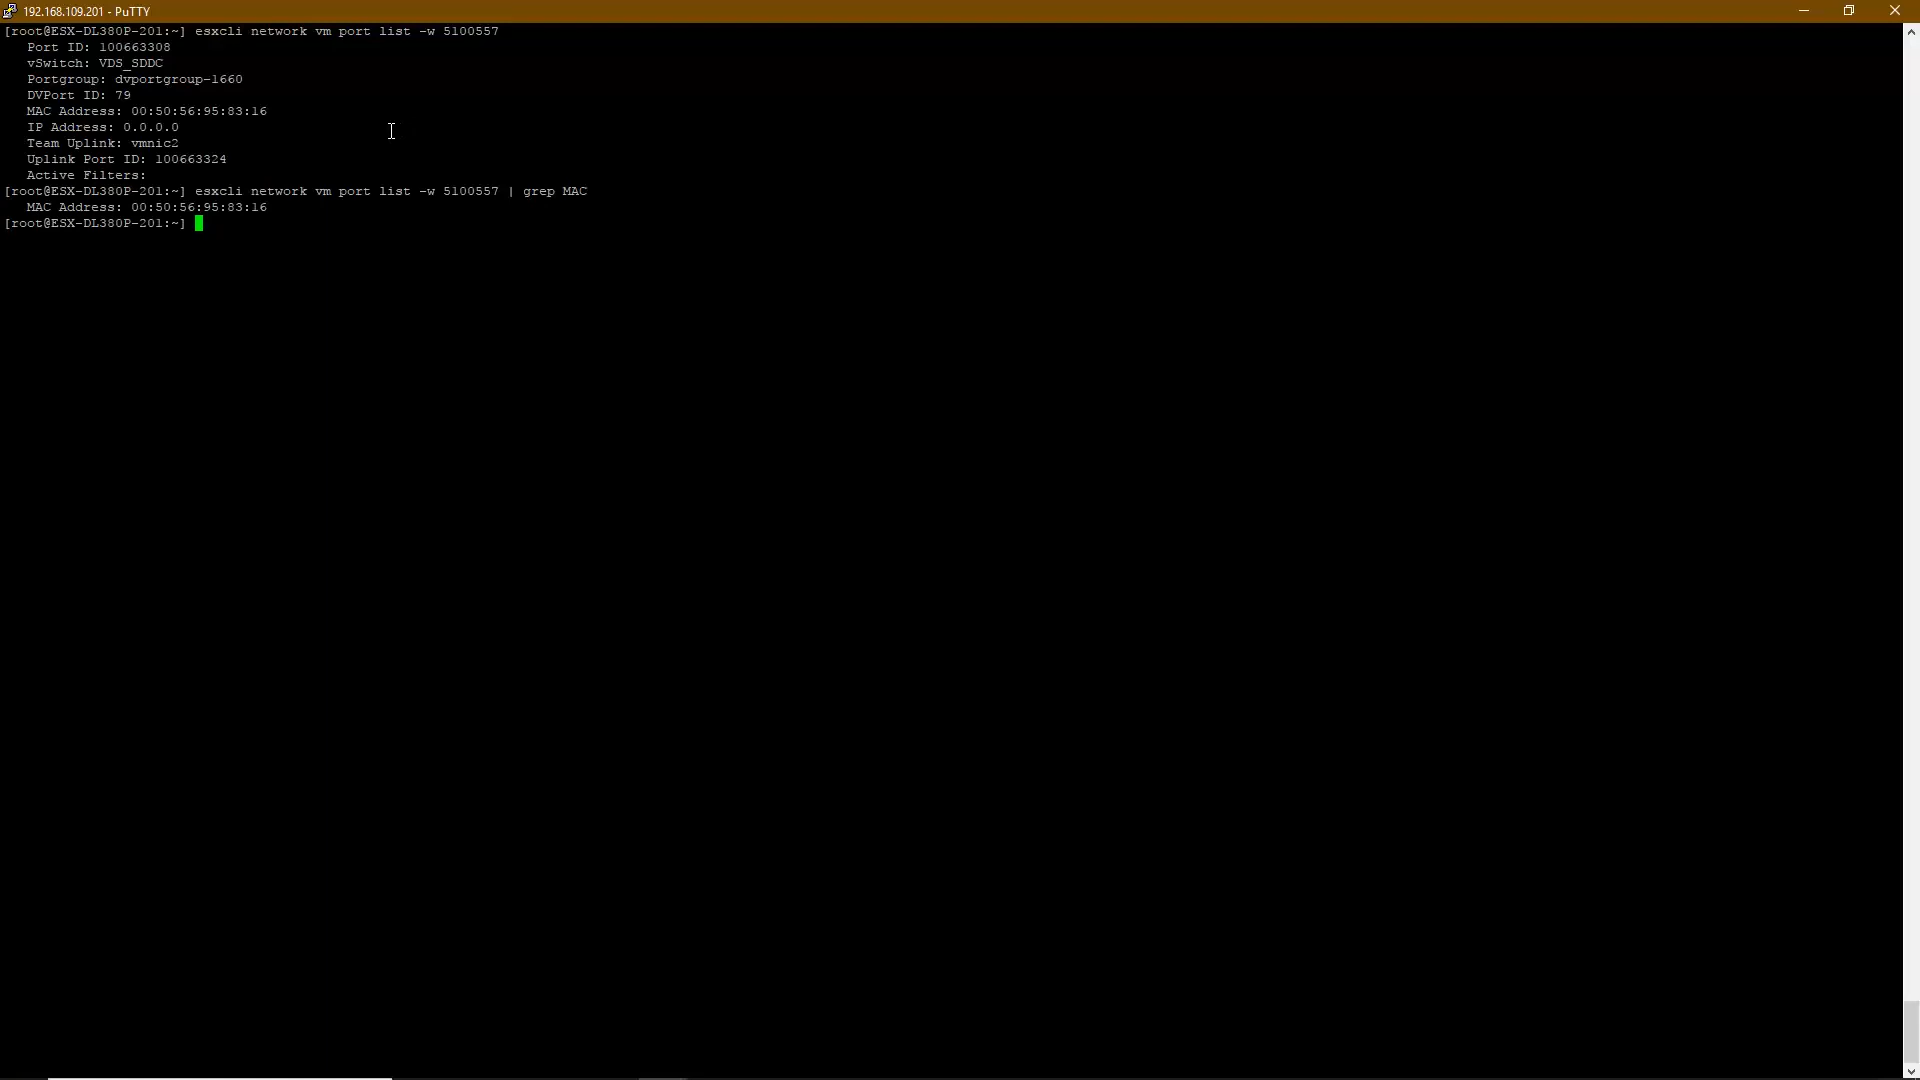 192.168.109.201 - PuTTY
[root@ESX-DL380P-201:~] esxcli network vm port list -w 5100557
Port ID: 100663308
vSwitch: VDS_SDDC
Portgroup: dvportgroup-1660
DVPort ID: 79
MAC Address: 00:50:56:95:83:16
IP Address: 0.0.0.0
Team Uplink: vmnic2
Uplink Port ID: 100663324
Active Filters:
[root@ESX-DL380P-201:~] esxcli network vm port list -w 5100557 | grep MAC
MAC Address: 00:50:56:95:83:16
[root@ESX-DL380P-201:~]